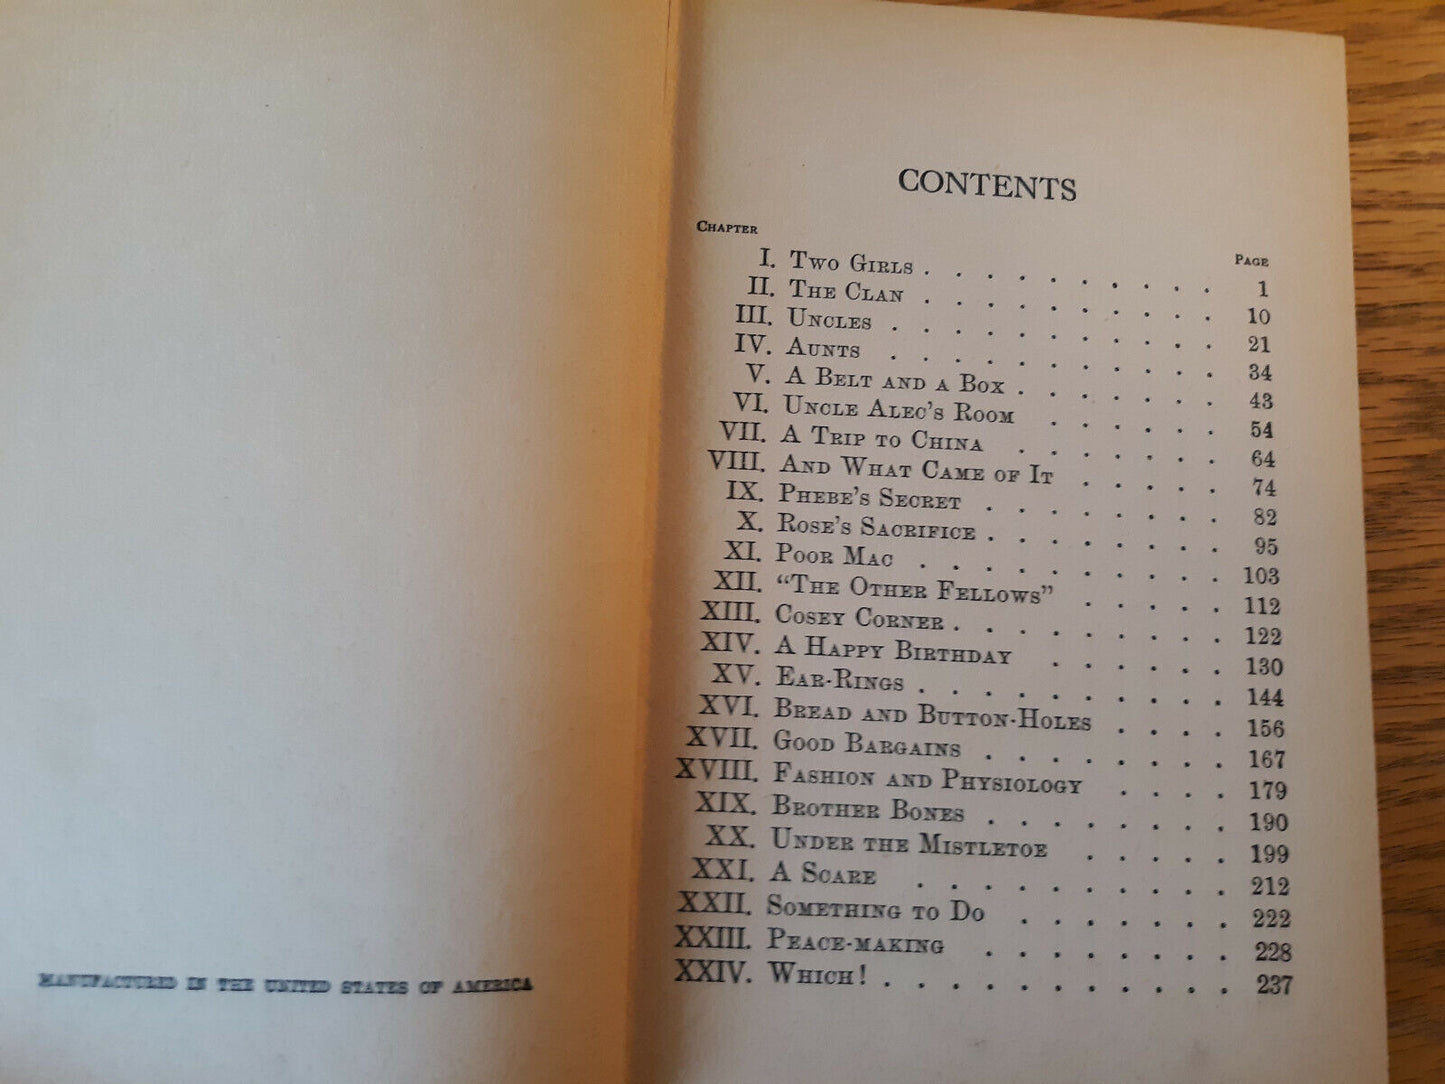 MANUFACTURED IN THE UNITED STATES OF AMERICA
CONTENTS
CHAPTER PAGE
I. TWO GIRLS . . . . . . . . . . 1
II. THE CLAN . . . . . . . . . . 10
III. UNCLES . . . . . . . . . . . 21
IV. AUNTS . . . . . . . . . . . 34
V. A BELT AND A BOX . . . . . . . 43
VI. UNCLE ALEC'S ROOM . . . . . . 54
VII. A TRIP TO CHINA . . . . . . . 64
VIII. AND WHAT CAME OF IT . . . . . 74
IX. PHEBE'S SECRET . . . . . . . . 82
X. ROSE'S SACRIFICE . . . . . . . . 95
XI. POOR MAC . . . . . . . . . . 103
XII. "THE OTHER FELLOWS" . . . . . 112
XIII. COSEY CORNER . . . . . . . . . 122
XIV. A HAPPY BIRTHDAY . . . . . . 130
XV. EAR-RINGS . . . . . . . . . . 144
XVI. BREAD AND BUTTON-HOLES . . . . 156
XVII. GOOD BARGAINS . . . . . . . . 167
XVIII. FASHION AND PHYSIOLOGY . . . . 179
XIX. BROTHER BONES . . . . . . . . 190
XX. UNDER THE MISTLETOE . . . . . 199
XXI. A SCARE . . . . . . . . . . 212
XXII. SOMETHING TO DO . . . . . . . 222
XXIII. PEACE-MAKING . . . . . . . . 228
XXIV. WHICH! . . . . . . . . . . . 237